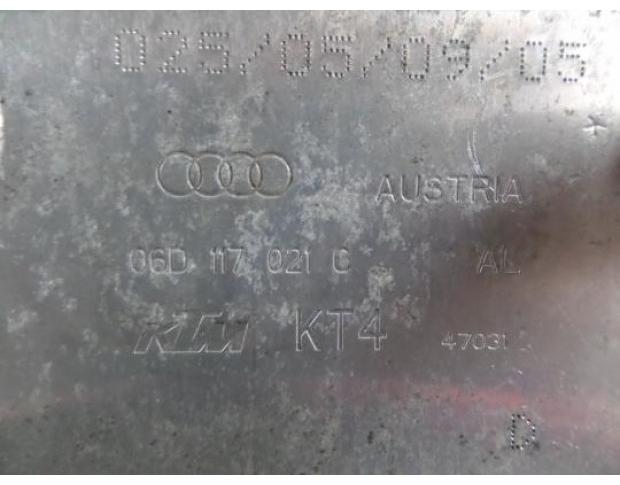 025/05/09/05
AUSTRIA
06D 117 021 C AL
KTM KT4 47031
D